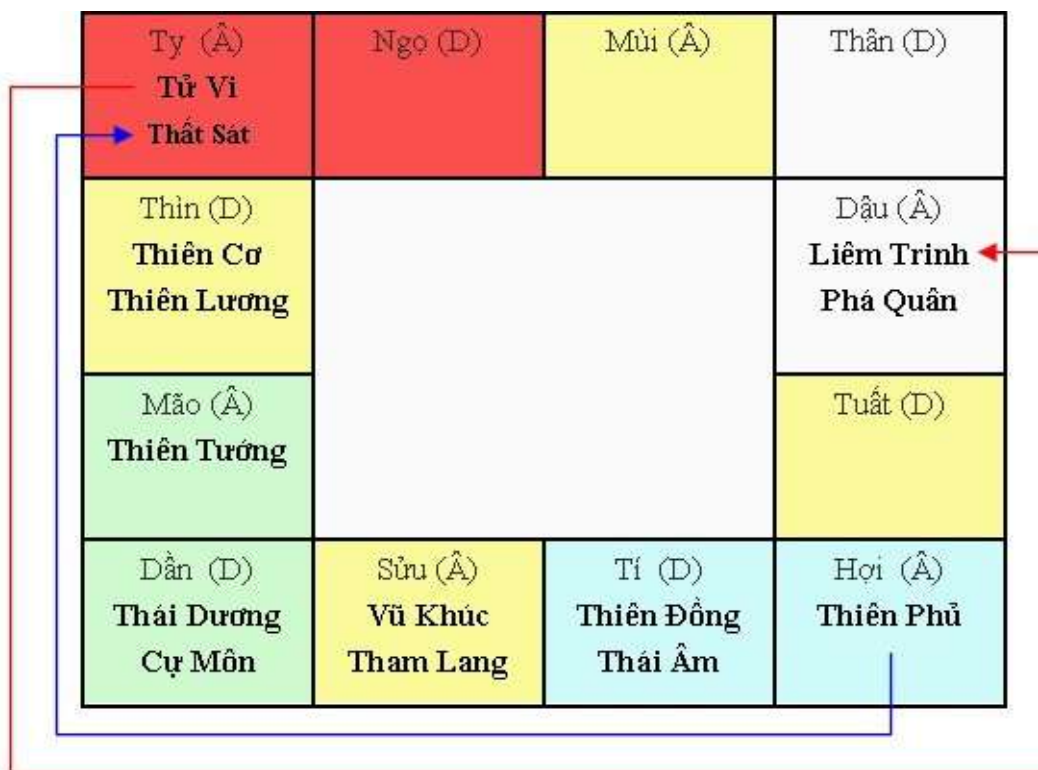 Tỵ (Â)
Tử Vi
Thất Sát
Ngọ (D)
Mùi (Â)
Thân (D)
Thìn (D)
Thiên Cơ
Thiên Lương
Dậu (Â)
Liêm Trinh
Phá Quân
Mão (Â)
Thiên Tướng
Tuất (D)
Dần (D)
Thái Dương
Cự Môn
Sửu (Â)
Vũ Khúc
Tham Lang
Tí (D)
Thiên Đồng
Thái Âm
Hợi (Â)
Thiên Phủ